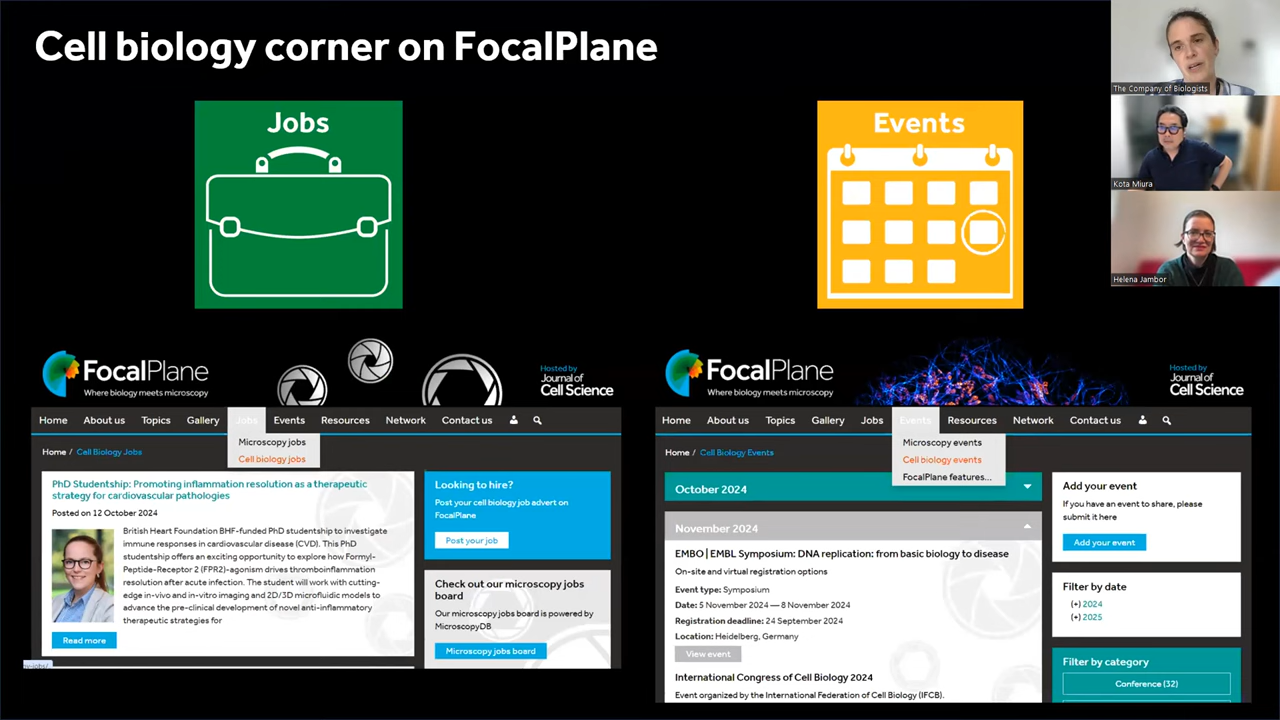 Cell biology corner on FocalPlane
The Company of Biologists
Kota Miura
Helena Jambor
Jobs
Events
FocalPlane
Where biology meets microscopy
Hosted by
Journal of
Cell Science
Home About us Topics Gallery Jobs Events Resources Network Contact us
Microscopy jobs
Cell biology jobs
Home / Cell Biology Jobs
PhD Studentship: Promoting inflammation resolution as a therapeutic
strategy for cardiovascular pathologies
Posted on 12 October 2024
British Heart Foundation BHF-funded PhD studentship to investigate
immune responses in cardiovascular disease (CVD). This PhD
studentship offers an exciting opportunity to explore how Formyl-
Peptide-Receptor 2 (FPR2)-agonism drives thromboinflammation
resolution after acute infection. The student will work with cutting-
edge in-vivo and in-vitro imaging and 2D/3D microfluidic models to
advance the pre-clinical development of novel anti-inflammatory
therapeutic strategies for
Read more
Looking to hire?
Post your cell biology job advert on
FocalPlane
Post your job
Check out our microscopy jobs
board
Our microscopy jobs board is powered by
MicroscopyDB
Microscopy jobs board
FocalPlane
Where biology meets microscopy
Hosted by
Journal of
Cell Science
Home About us Topics Gallery Jobs Events Resources Network Contact us
Microscopy events
Cell biology events
FocalPlane features...
Home / Cell Biology Events
October 2024
November 2024
EMBO | EMBL Symposium: DNA replication: from basic biology to disease
On-site and virtual registration options
Event type: Symposium
Date: 5 November 2024 — 8 November 2024
Registration deadline: 24 September 2024
Location: Heidelberg, Germany
View event
International Congress of Cell Biology 2024
Event organized by the International Federation of Cell Biology (IFCB).
Add your event
If you have an event to share, please
submit it here
Add your event
Filter by date
(+) 2024
(+) 2025
Filter by category
Conference (32)